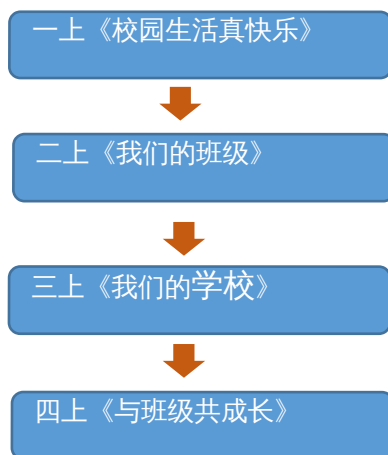 一上《校园生活真快乐》
二上《我们的班级》
三上《我们的学校》
四上《与班级共成长》